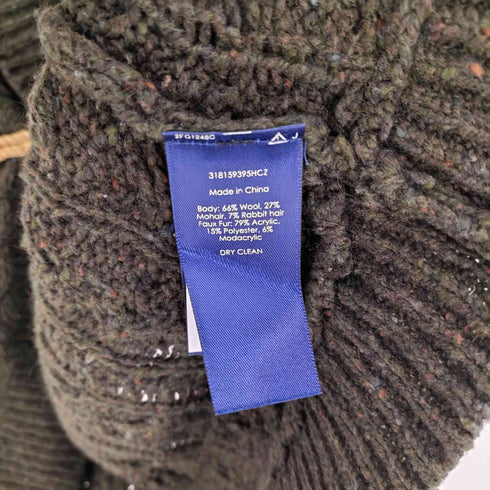 2FG1248C J
318159395HCZ
Made in China
Body: 66% Wool, 27%
Mohair, 7% Rabbit hair
Faux Fur: 79% Acrylic,
15% Polyester, 6%
Modacrylic
DRY CLEAN